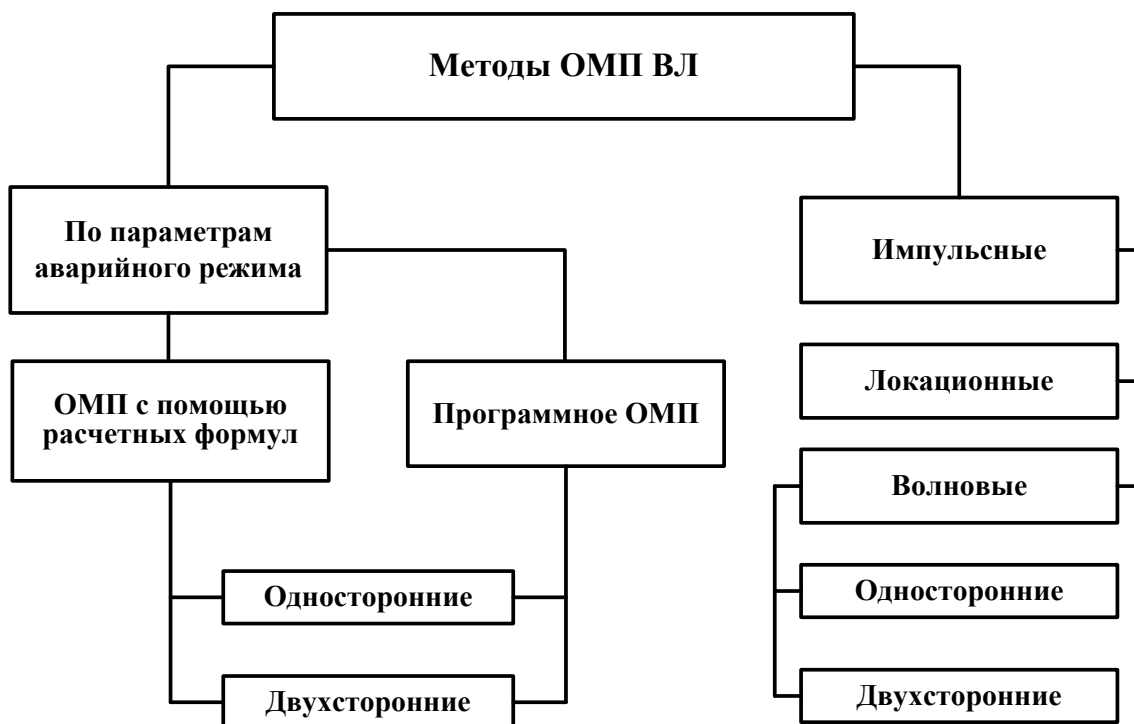 Методы ОМП ВЛ
По параметрам
аварийного режима
Импульсные
ОМП с помощью
расчетных формул
Программное ОМП
Локационные
Волновые
Односторонние
Двухсторонние
Односторонние
Двухсторонние